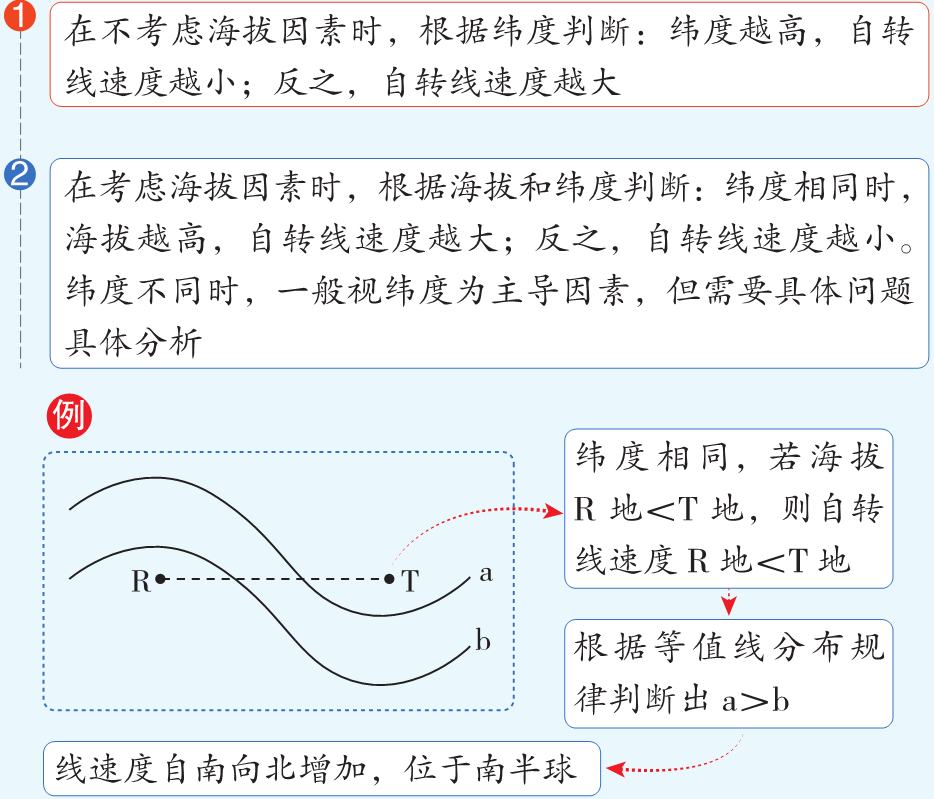 1
在不考虑海拔因素时，根据纬度判断：纬度越高，自转
线速度越小；反之，自转线速度越大
2
在考虑海拔因素时，根据海拔和纬度判断：纬度相同时，
海拔越高，自转线速度越大；反之，自转线速度越小。
纬度不同时，一般视纬度为主导因素，但需要具体问题
具体分析
例
纬度相同，若海拔
R 地<T 地，则自转
线速度 R 地<T 地
R
T
a
b
根据等值线分布规
律判断出 a>b
线速度自南向北增加，位于南半球